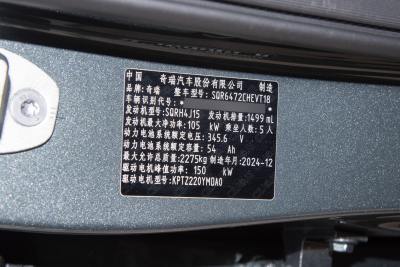 中国 奇瑞汽车股份有限公司 制造
品牌:奇瑞 整车型号:SQR6472CHEVT18
车辆识别代号:
发动机型号:SQRH4J15 发动机排量:1499 mL
发动机最大净功率:105 kW 乘坐人数:5 人
动力电池系统额定电压:345.6 V
动力电池系统额定容量:54 Ah
最大允许总质量:2275kg 制造年月:2024-12
驱动电机峰值功率:150 kW
驱动电机型号:KPTZ220YMDA0